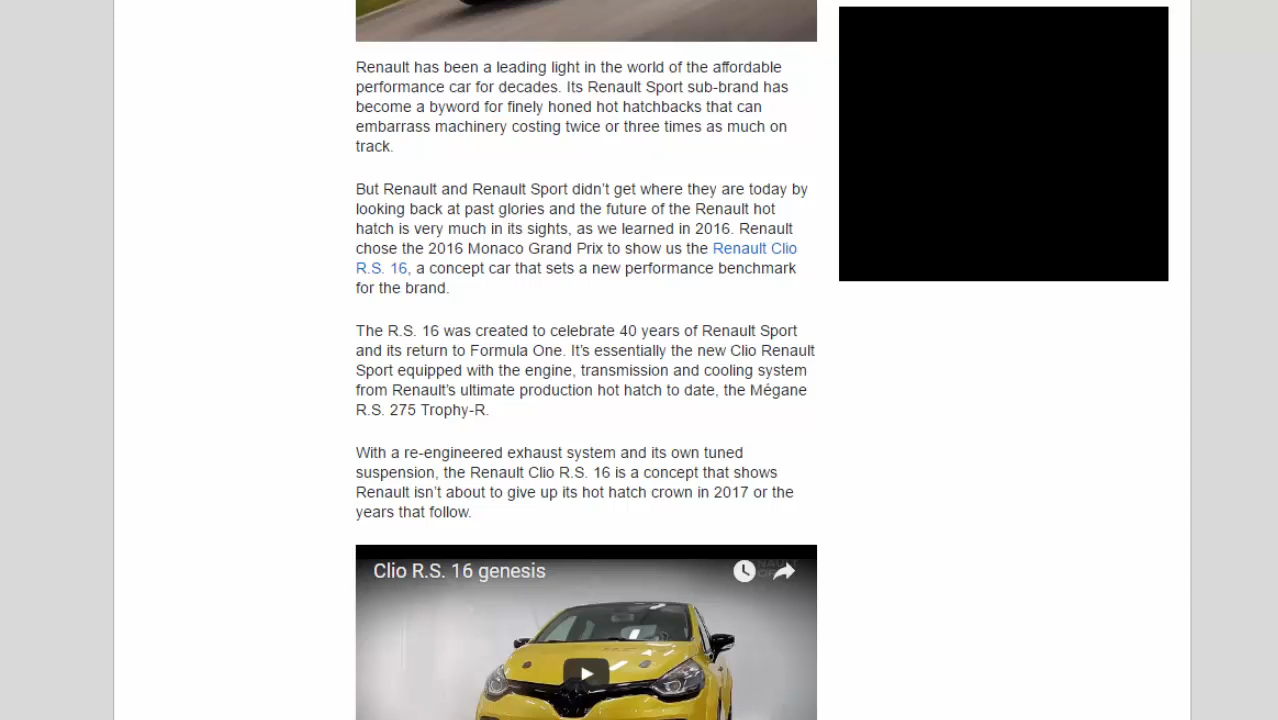 Renault has been a leading light in the world of the affordable
performance car for decades. Its Renault Sport sub-brand has
become a byword for finely honed hot hatchbacks that can
embarrass machinery costing twice or three times as much on
track.
But Renault and Renault Sport didn’t get where they are today by
looking back at past glories and the future of the Renault hot
hatch is very much in its sights, as we learned in 2016. Renault
chose the 2016 Monaco Grand Prix to show us the Renault Clio
R.S. 16, a concept car that sets a new performance benchmark
for the brand.
The R.S. 16 was created to celebrate 40 years of Renault Sport
and its return to Formula One. It’s essentially the new Clio Renault
Sport equipped with the engine, transmission and cooling system
from Renault’s ultimate production hot hatch to date, the Mégane
R.S. 275 Trophy-R.
With a re-engineered exhaust system and its own tuned
suspension, the Renault Clio R.S. 16 is a concept that shows
Renault isn’t about to give up its hot hatch crown in 2017 or the
years that follow.
Clio R.S. 16 genesis